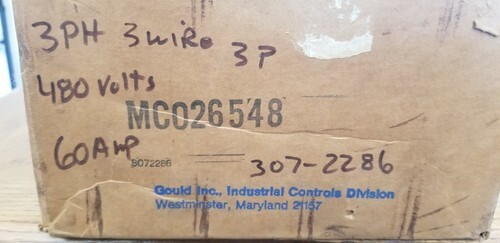 3PH 3wire 3P
480 volts
MC026548
60Amp
B072286
307-2286
Gould Inc., Industrial Controls Division
Westminster, Maryland 21157